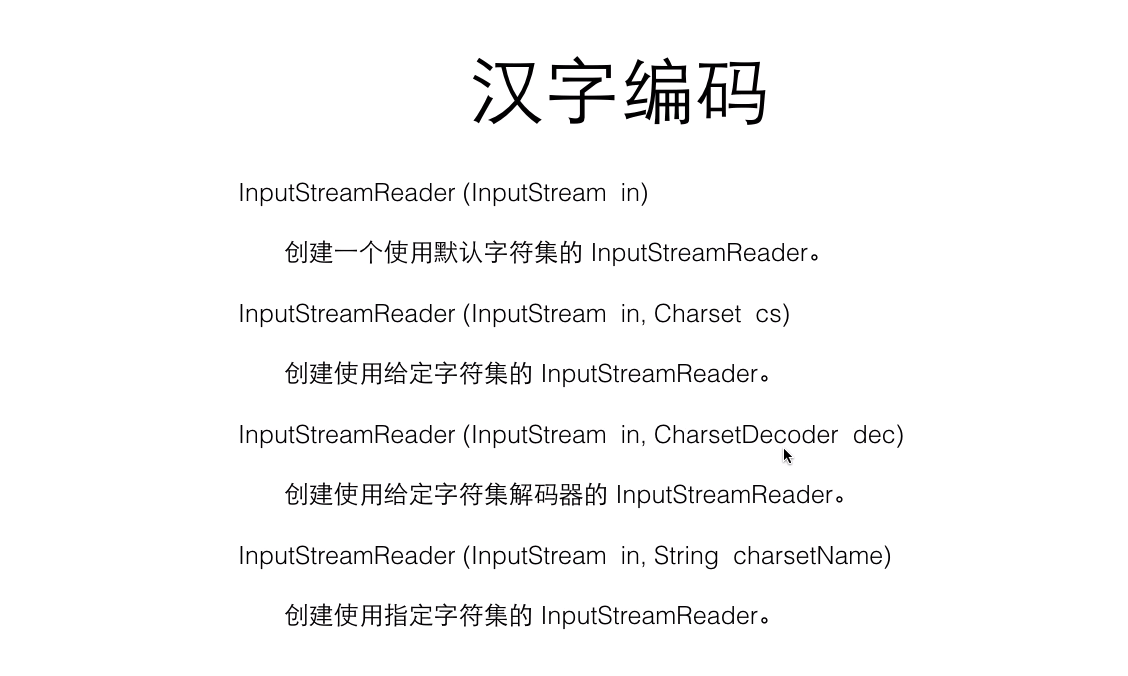 汉字编码
InputStreamReader (InputStream  in)
创建一个使用默认字符集的 InputStreamReader。
InputStreamReader (InputStream  in, Charset  cs)
创建使用给定字符集的 InputStreamReader。
InputStreamReader (InputStream  in, CharsetDecoder  dec)
创建使用给定字符集解码器的 InputStreamReader。
InputStreamReader (InputStream  in, String  charsetName)
创建使用指定字符集的 InputStreamReader。